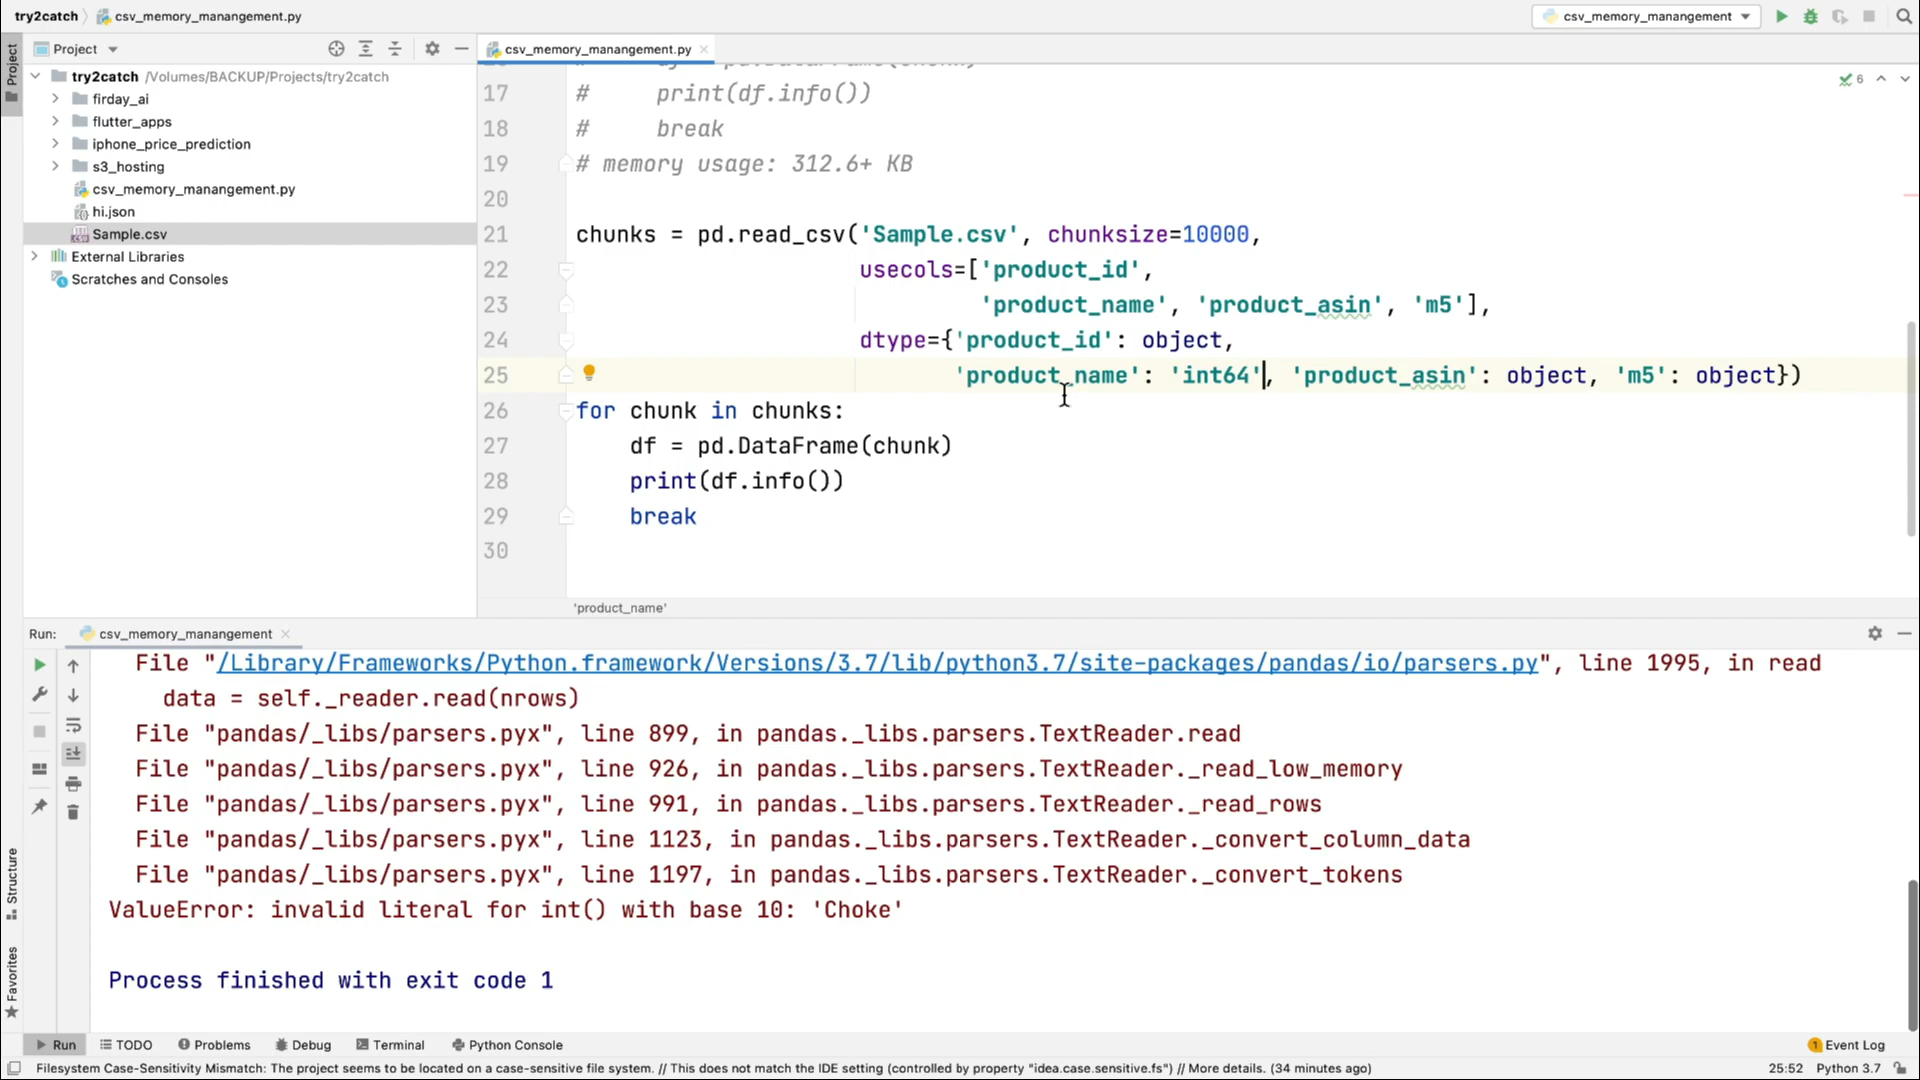 try2catch
csv_memory_manangement.py
csv_memory_manangement
Project
Project
csv_memory_manangement.py
try2catch /Volumes/BACKUP/Projects/try2catch
firday_ai
flutter_apps
iphone_price_prediction
s3_hosting
csv_memory_manangement.py
hi.json
Sample.csv
External Libraries
Scratches and Consoles
6
17 #     print(df.info())
18 #     break
19 # memory usage: 312.6+ KB
20
21 chunks = pd.read_csv('Sample.csv', chunksize=10000,
22 usecols=['product_id',
23 'product_name', 'product_asin', 'm5'],
24 dtype={'product_id': object,
25 'product_name': 'int64', 'product_asin': object, 'm5': object})
26 for chunk in chunks:
27     df = pd.DataFrame(chunk)
28     print(df.info())
29     break
30
'product_name'
Run: csv_memory_manangement
File "/Library/Frameworks/Python.framework/Versions/3.7/lib/python3.7/site-packages/pandas/io/parsers.py", line 1995, in read
data = self._reader.read(nrows)
File "pandas/_libs/parsers.pyx", line 899, in pandas._libs.parsers.TextReader.read
File "pandas/_libs/parsers.pyx", line 926, in pandas._libs.parsers.TextReader._read_low_memory
File "pandas/_libs/parsers.pyx", line 991, in pandas._libs.parsers.TextReader._read_rows
File "pandas/_libs/parsers.pyx", line 1123, in pandas._libs.parsers.TextReader._convert_column_data
File "pandas/_libs/parsers.pyx", line 1197, in pandas._libs.parsers.TextReader._convert_tokens
ValueError: invalid literal for int() with base 10: 'Choke'
Process finished with exit code 1
Structure
Favorites
Run TODO Problems Debug Terminal Python Console 1 Event Log
Filesystem Case-Sensitivity Mismatch: The project seems to be located on a case-sensitive file system. // This does not match the IDE setting (controlled by property "idea.case.sensitive.fs") // More details. (34 minutes ago) 25:52 Python 3.7